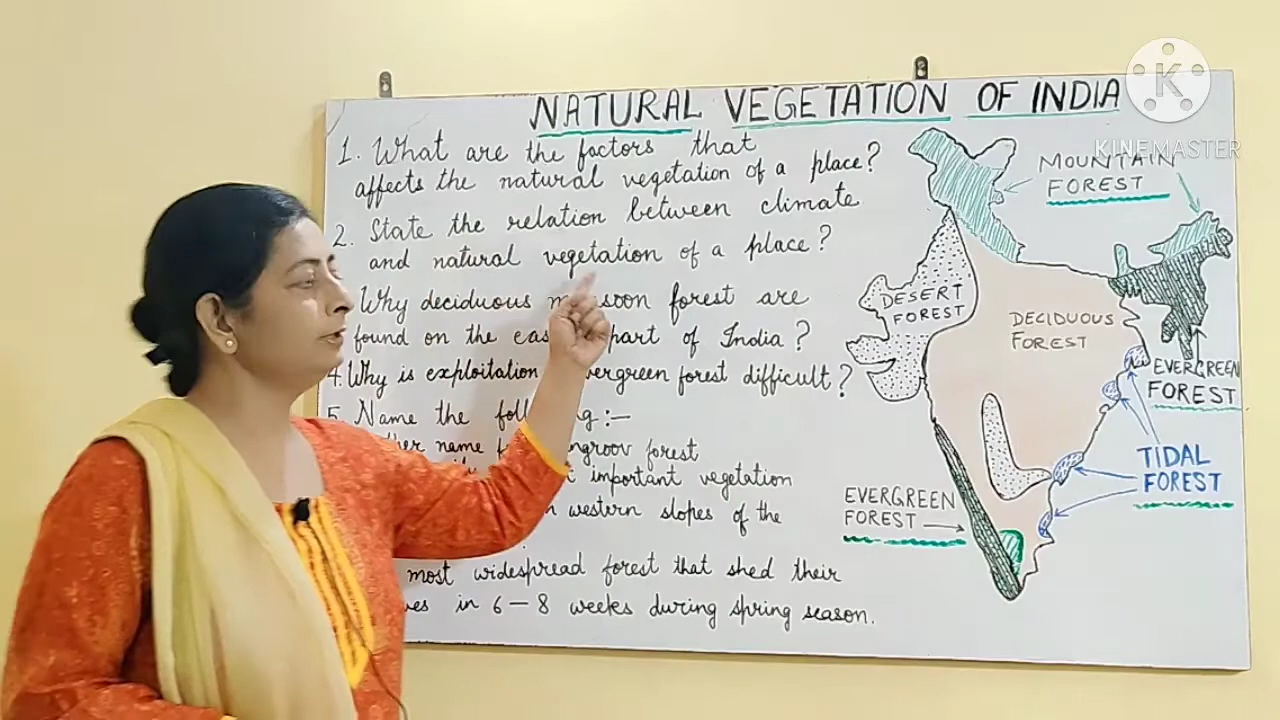 NATURAL VEGETATION OF INDIA
1. What are the factors that
affects the natural vegetation of a place?
2. State the relation between climate
and natural vegetation of a place?
Why deciduous forest are
found on the part of India?
4. Why is exploitation evergreen forest difficult?
5. Name the :—
name forest
important vegetation
western slopes of the
most widespread forest that shed their
in 6 – 8 weeks during spring season.
MOUNTAIN
FOREST
DESERT
FOREST
DECIDUOUS
FOREST
EVERGREEN
FOREST
TIDAL
FOREST
EVERGREEN
FOREST
K
KINEMASTER